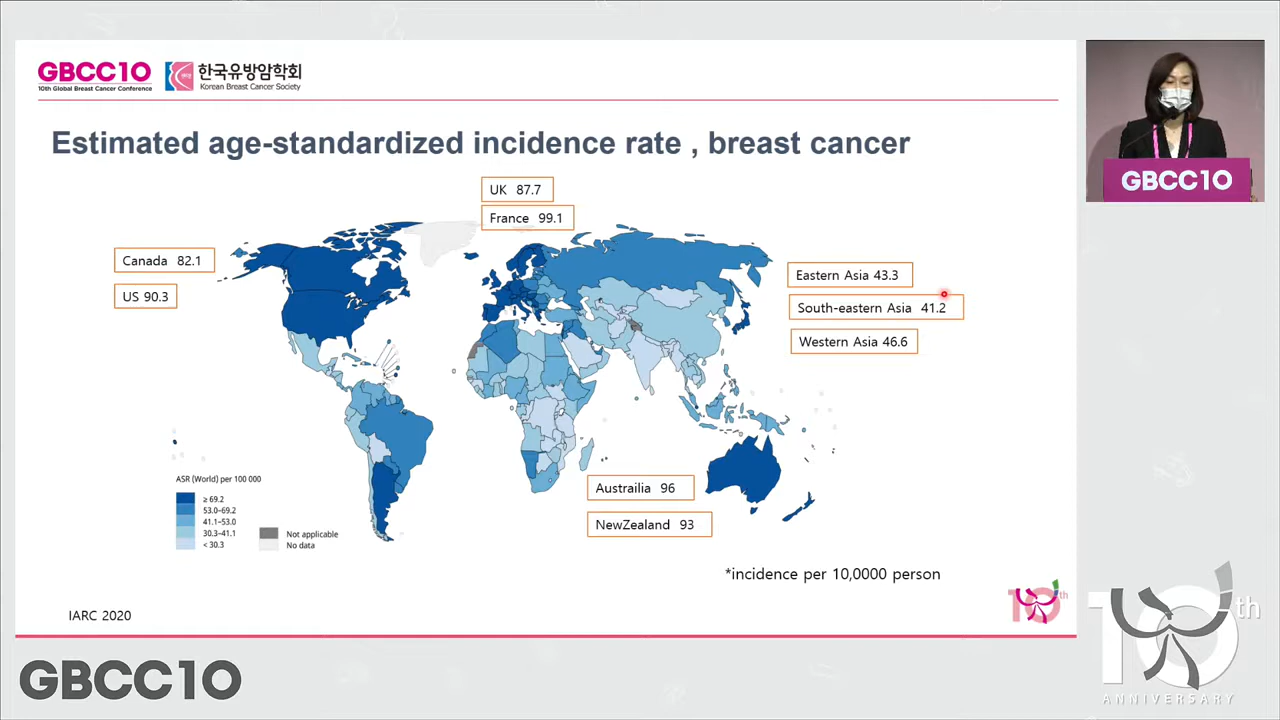 GBCC10
10th Global Breast Cancer Conference
한국유방암학회
Korean Breast Cancer Society
Estimated age-standardized incidence rate , breast cancer
UK 87.7
France 99.1
Canada 82.1
US 90.3
Eastern Asia 43.3
South-eastern Asia 41.2
Western Asia 46.6
Austrailia 96
NewZealand 93
ASR (World) per 100 000
≥ 69.2
53.0–69.2
41.1–53.0
30.3–41.1
< 30.3
Not applicable
No data
*incidence per 10,0000 person
IARC 2020
10th
GBCC10
GBCC10
10th
ANNIVERSARY